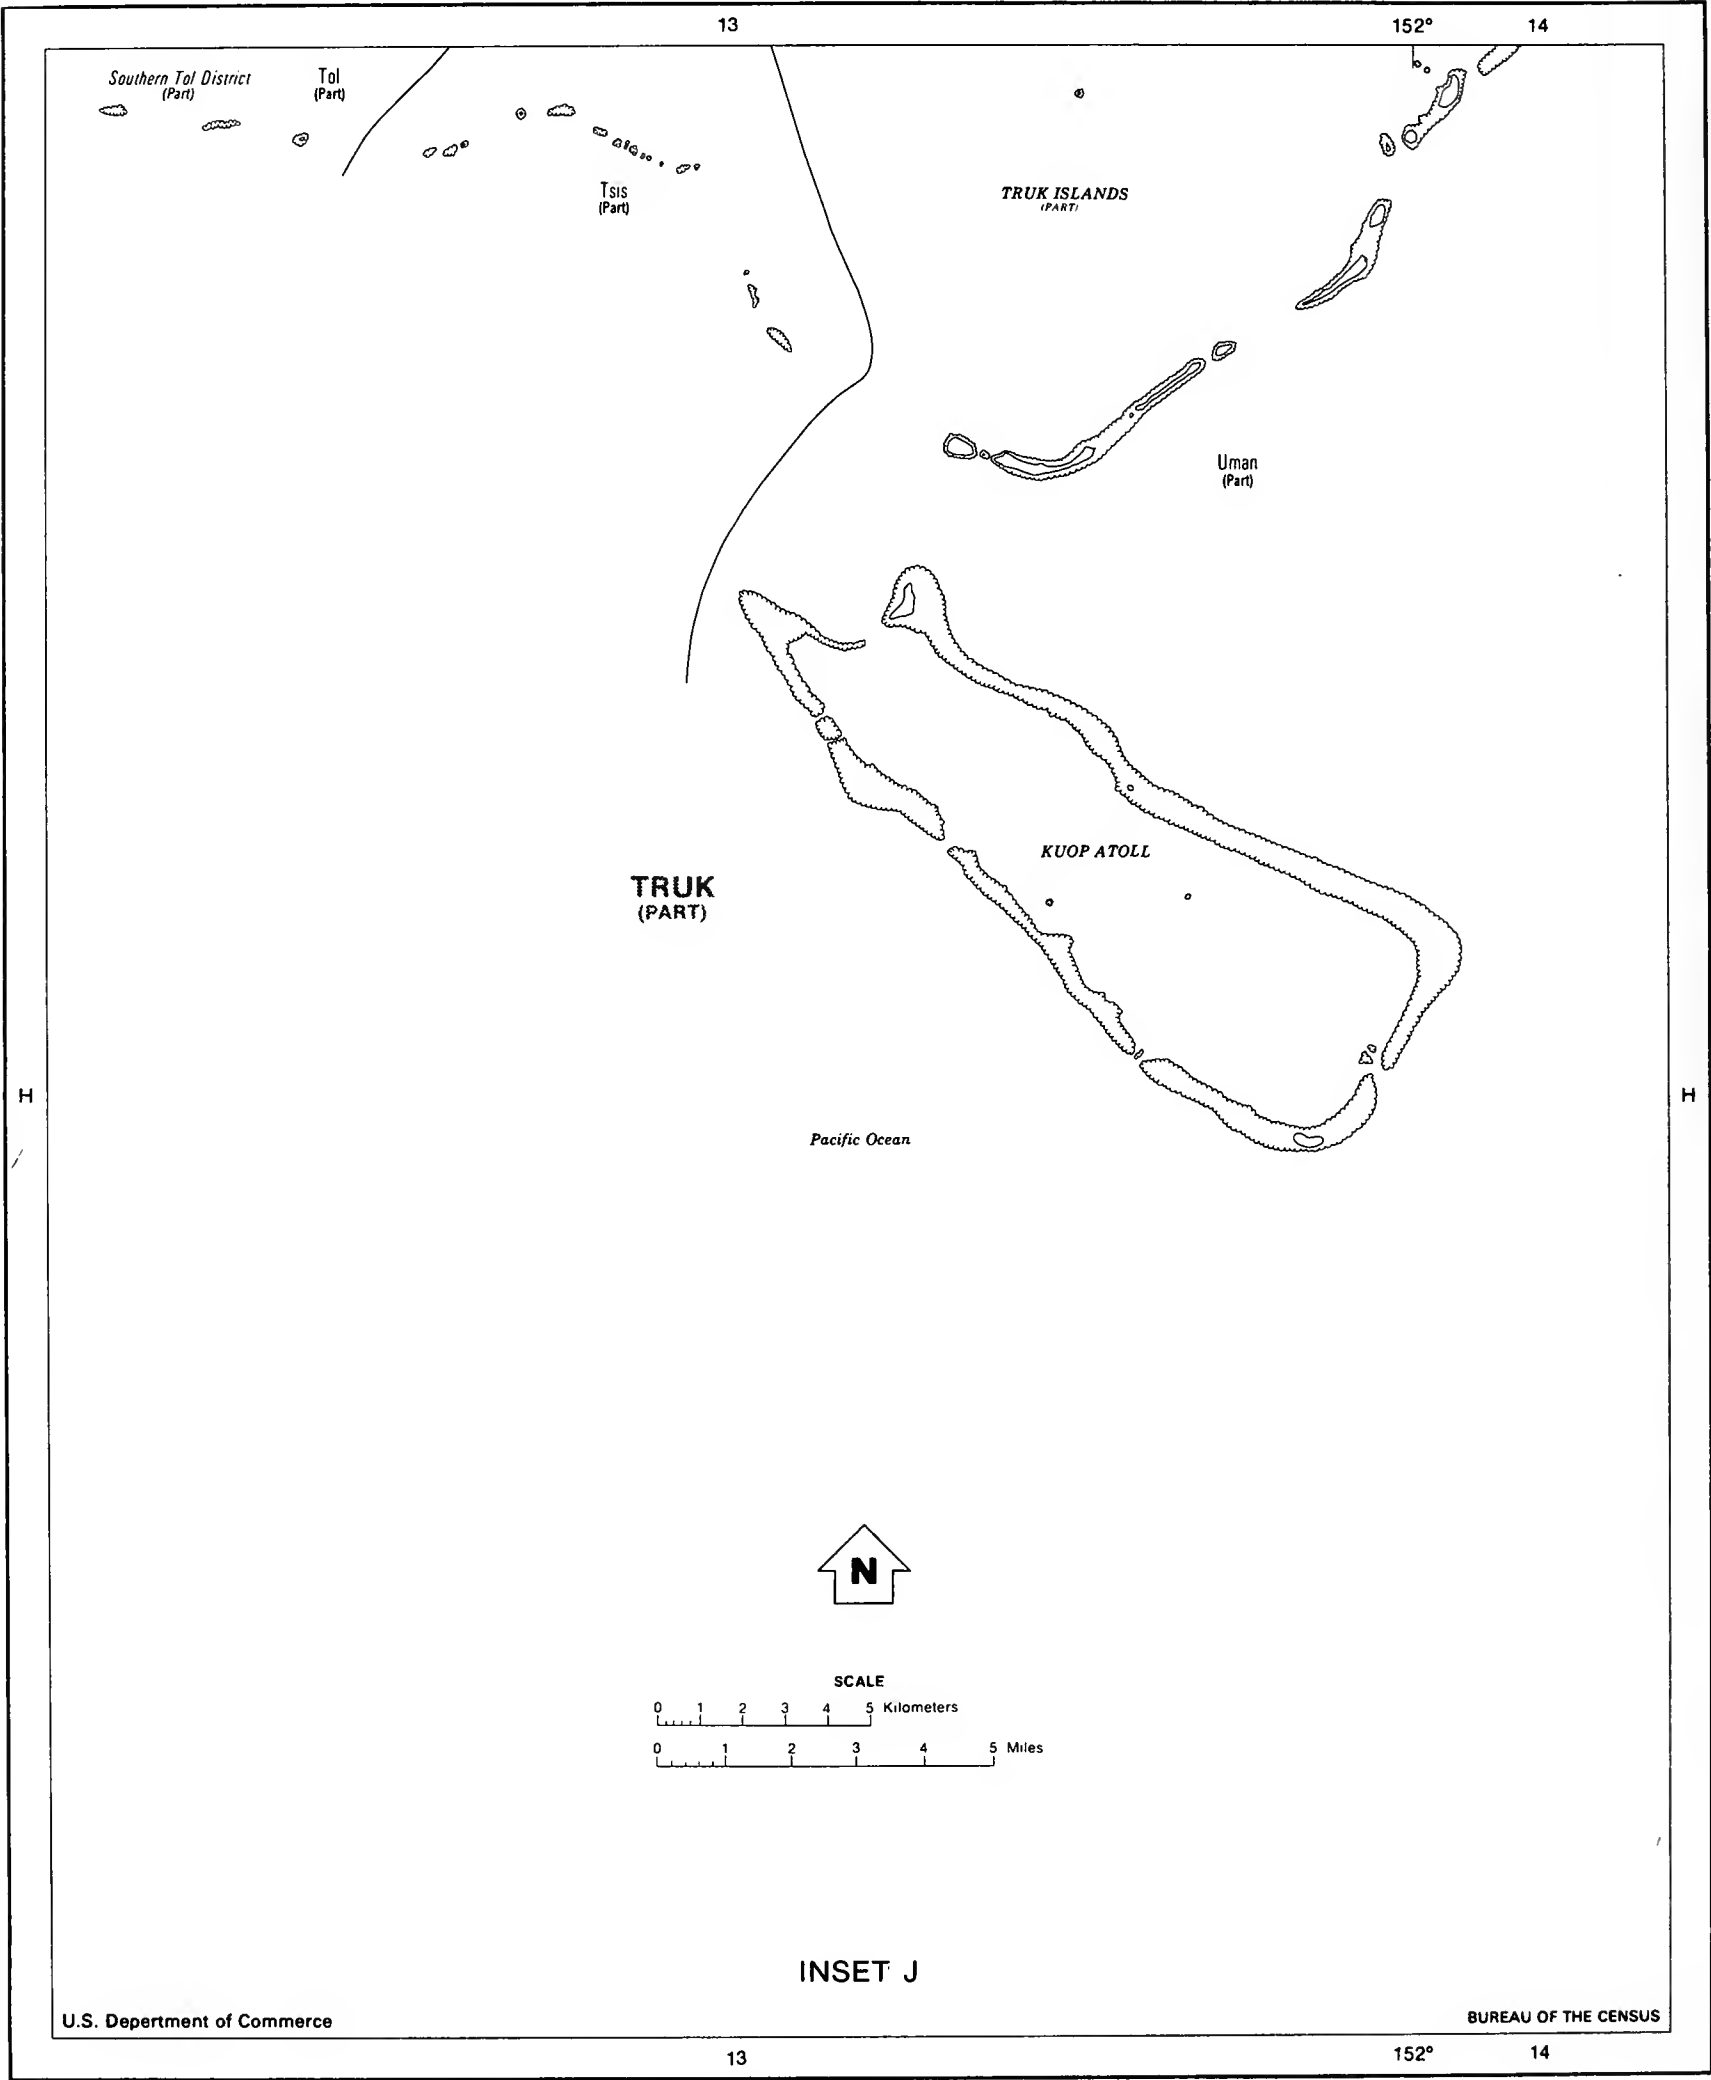 13 152° 14
Southern Tol District
(Part)
Tol
(Part)
Tsis
(Part)
TRUK ISLANDS
(PART)
Uman
(Part)
KUOP ATOLL
TRUK
(PART)
H H
Pacific Ocean
N
SCALE
0 1 2 3 4 5 Kilometers
0 1 2 3 4 5 Miles
INSET J
U.S. Depertment of Commerce
BUREAU OF THE CENSUS
13 152° 14